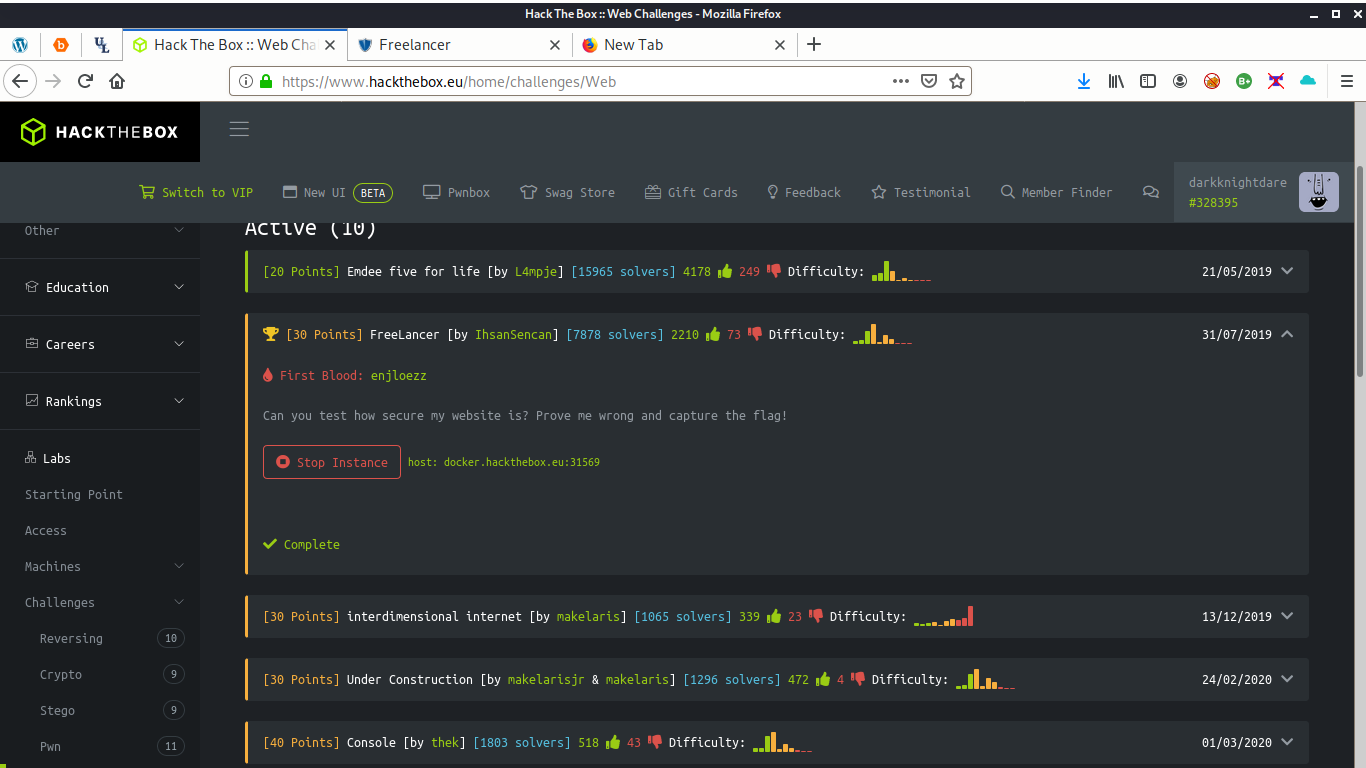 Hack The Box :: Web Challenges - Mozilla Firefox
Hack The Box :: Web Cha
Freelancer
New Tab
https://www.hackthebox.eu/home/challenges/Web
HACKTHEBOX
Switch to VIP
New UI BETA
Pwnbox
Swag Store
Gift Cards
Feedback
Testimonial
Member Finder
darkknightdare
#328395
Other
Education
Careers
Rankings
Labs
Starting Point
Access
Machines
Challenges
Reversing 10
Crypto 9
Stego 9
Pwn 11
Active (10)
[20 Points] Emdee five for life [by L4mpje] [15965 solvers] 4178 249 Difficulty: 21/05/2019
[30 Points] FreeLancer [by IhsanSencan] [7878 solvers] 2210 73 Difficulty: 31/07/2019
First Blood: enjloezz
Can you test how secure my website is? Prove me wrong and capture the flag!
Stop Instance host: docker.hackthebox.eu:31569
Complete
[30 Points] interdimensional internet [by makelaris] [1065 solvers] 339 23 Difficulty: 13/12/2019
[30 Points] Under Construction [by makelarisjr & makelaris] [1296 solvers] 472 4 Difficulty: 24/02/2020
[40 Points] Console [by thek] [1803 solvers] 518 43 Difficulty: 01/03/2020